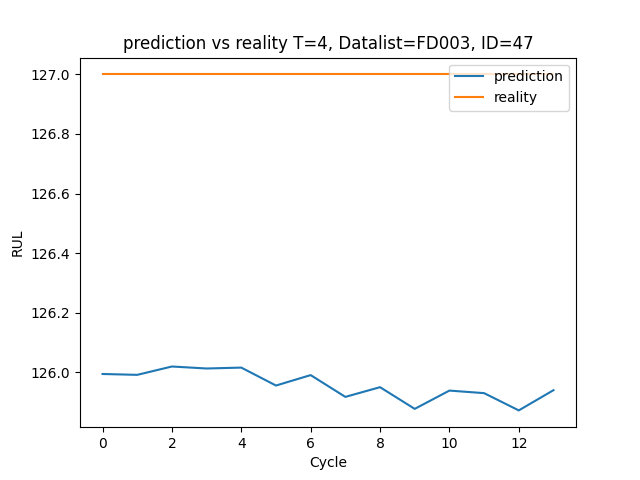 prediction vs reality T=4, Datalist=FD003, ID=47
prediction
reality
RUL
127.0
126.8
126.6
126.4
126.2
126.0
0 2 4 6 8 10 12
Cycle